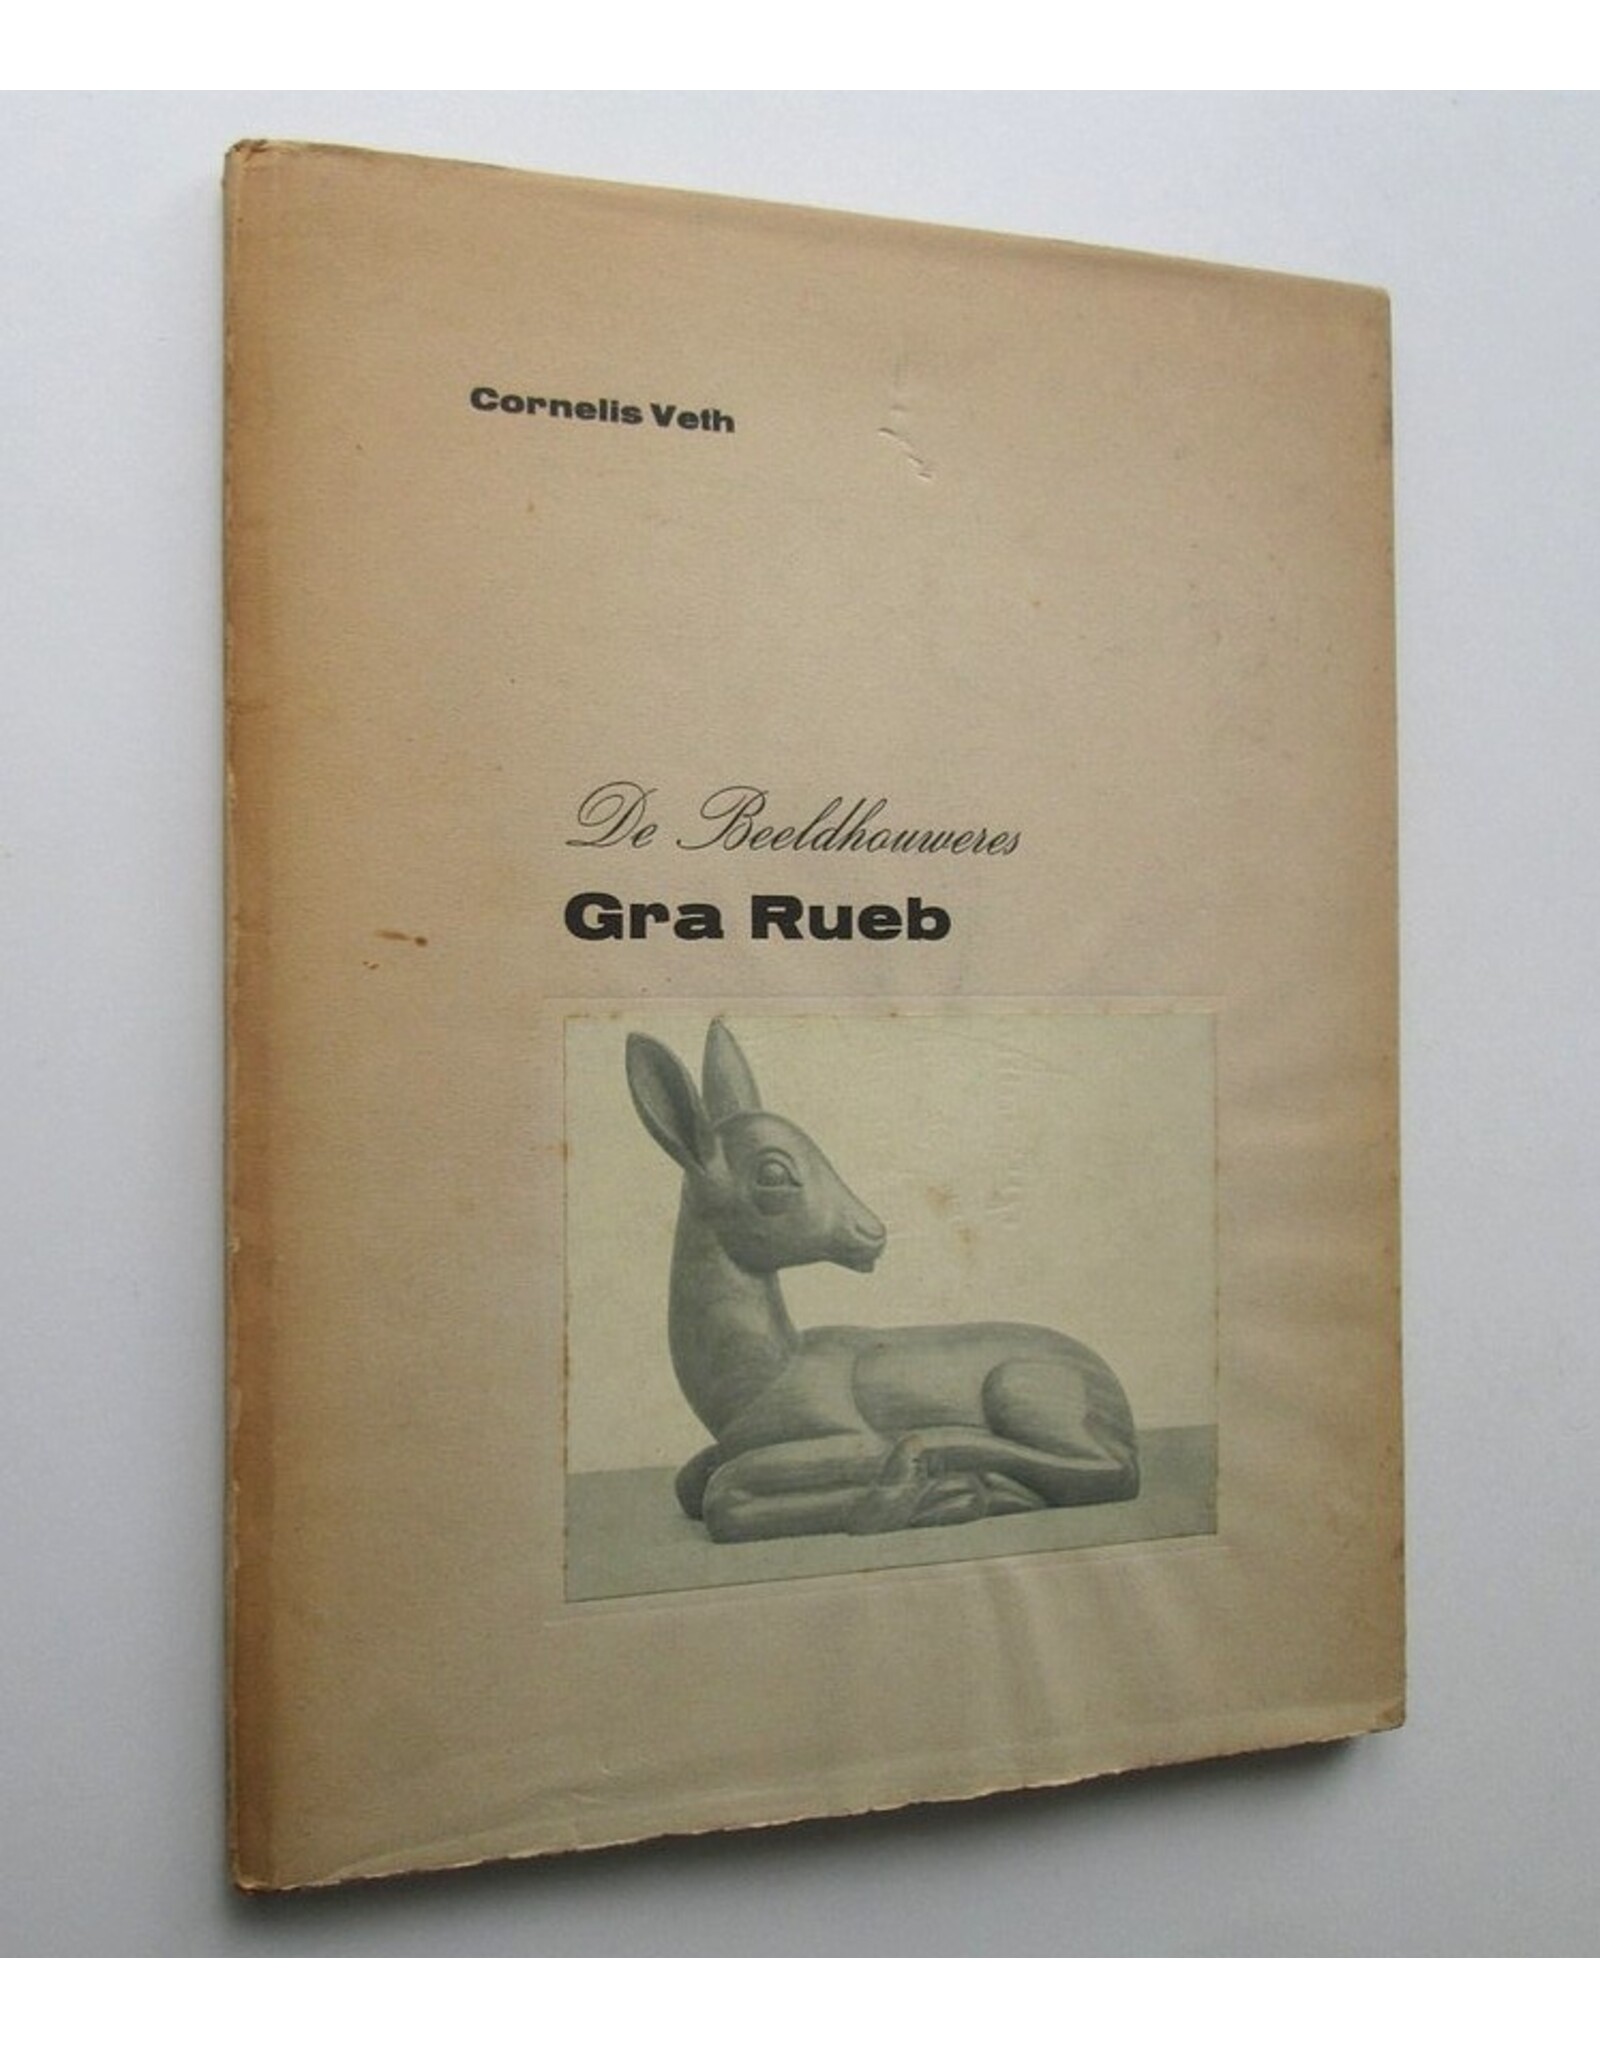 Cornelis Veth
De Beeldhouweres
Gra Rueb